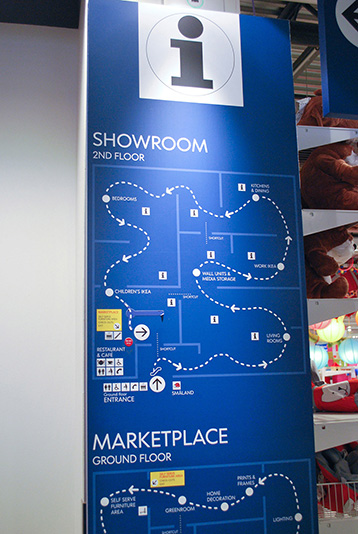 i
SHOWROOM
2ND FLOOR
BEDROOMS
KITCHENS
& DINING
i
i
i
SHORTCUT
i
WORK IKEA
WALL UNITS &
MEDIA STORAGE
i
CHILDREN'S IKEA
SHORTCUT
i
i
MARKETPLACE
LIVING
ROOMS
SHORTCUT
RESTAURANT
& CAFE
Ground floor
ENTRANCE
SMÅLAND
MARKETPLACE
GROUND FLOOR
SELF SERVE
FURNITURE
AREA
GREENROOM
HOME
DECORATION
PRINTS &
FRAMES
LIGHTING
SHORTCUT